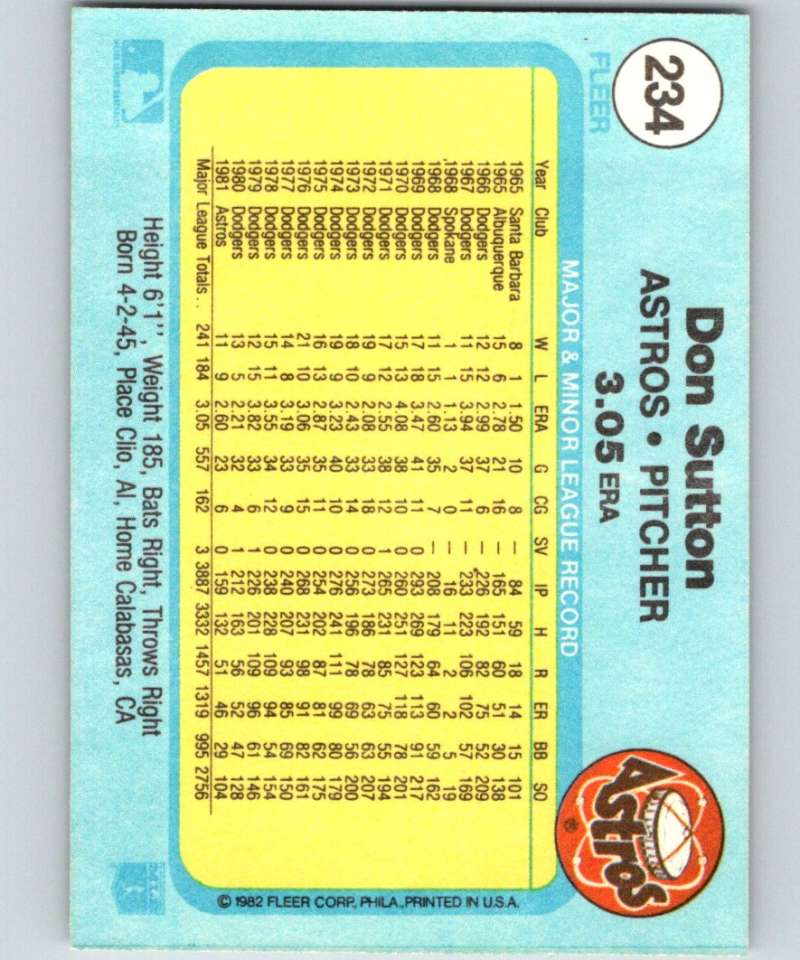 234
FLEER
Don Sutton
ASTROS • PITCHER
3.05 ERA
Astros ®
MAJOR & MINOR LEAGUE RECORD
Year Club W L ERA G CG SV IP H R ER BB SO
1965 Santa Barbara 8 1 1.50 10 8 — 84 59 18 14 15 101
1965 Albuquerque 15 6 2.78 21 16 — 165 151 60 51 30 138
1966 Dodgers 12 12 2.99 37 6 — 226 192 82 75 52 209
1967 Dodgers 11 15 3.94 37 11 — 233 223 106 102 57 169
1968 Spokane 1 1 1.13 2 0 — 16 11 2 2 5 19
1968 Dodgers 11 15 2.60 35 7 — 208 179 64 60 59 162
1969 Dodgers 17 18 3.47 41 11 0 293 269 123 113 91 217
1970 Dodgers 15 13 4.08 38 10 0 260 251 127 118 78 201
1971 Dodgers 17 12 2.55 38 12 1 265 231 85 75 55 194
1972 Dodgers 19 9 2.08 33 18 0 273 186 78 63 63 207
1973 Dodgers 18 10 2.43 33 14 0 256 196 78 69 56 200
1974 Dodgers 19 9 3.23 40 10 0 276 241 111 99 80 179
1975 Dodgers 16 13 2.87 35 11 0 254 202 87 81 62 175
1976 Dodgers 21 10 3.06 35 15 0 268 231 98 91 82 161
1977 Dodgers 14 8 3.19 33 9 0 240 207 93 85 69 150
1978 Dodgers 15 11 3.55 34 12 0 238 228 109 94 54 154
1979 Dodgers 12 15 3.82 33 6 1 226 201 109 96 61 146
1980 Dodgers 13 5 2.21 32 4 1 212 163 56 52 47 128
1981 Astros 11 9 2.60 23 6 0 159 132 51 46 29 104
Major League Totals . . 241 184 3.05 557 162 3 3887 3332 1457 1319 995 2756
Height 6'1", Weight 185, Bats Right, Throws Right
Born 4-2-45, Place Clio, Al, Home Calabasas, CA
© 1982 FLEER CORP., PHILA., PRINTED IN U.S.A.